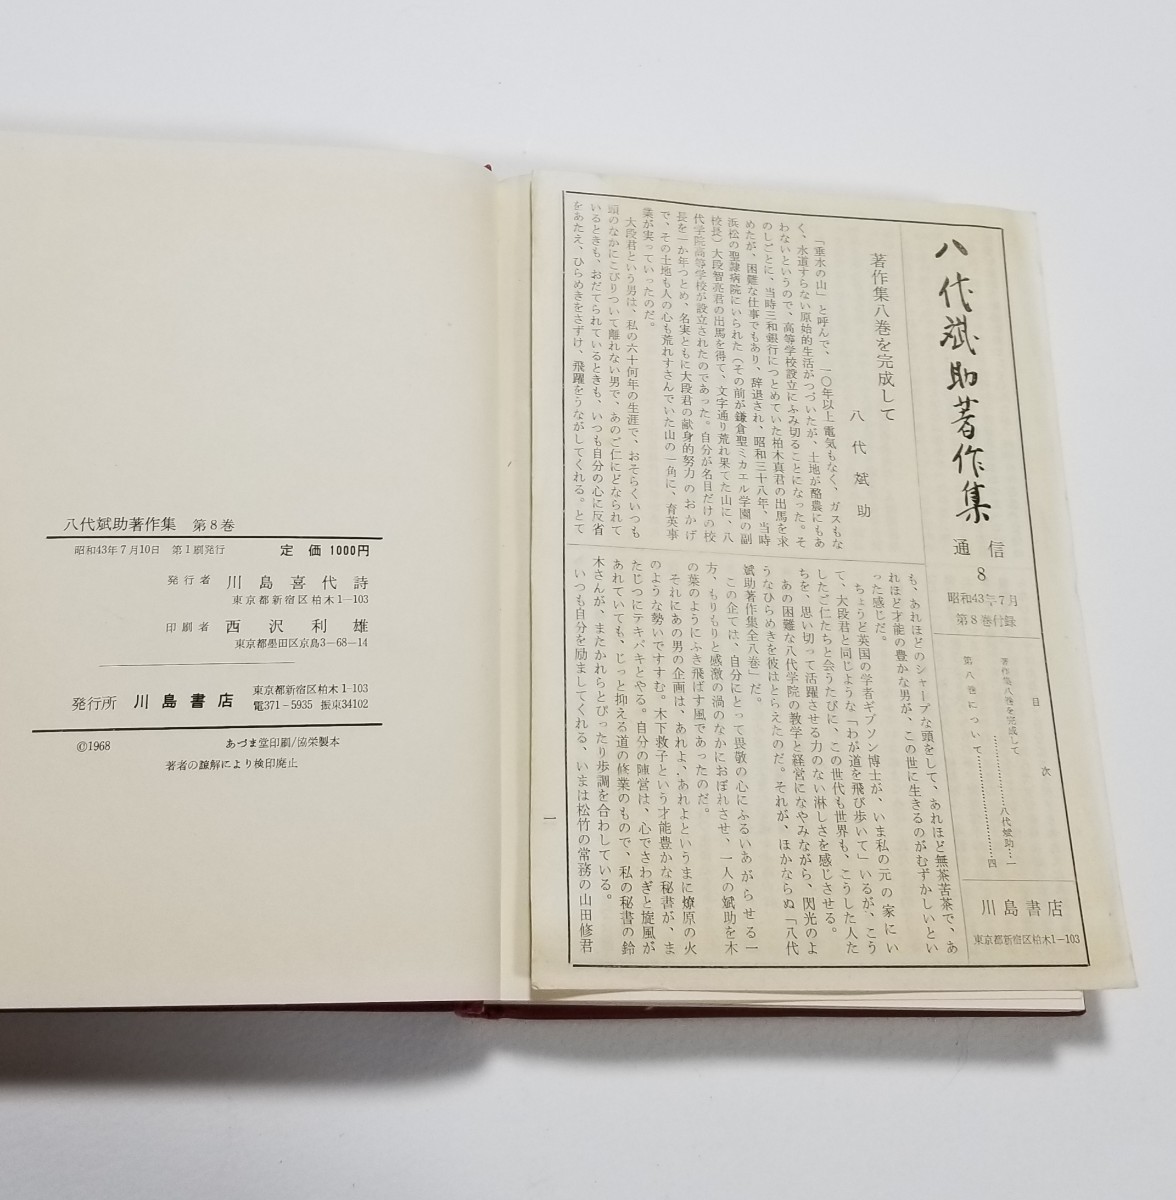 八代斌助著作集　第8巻
昭和43年7月10日　第1刷発行　定価 1000円
発行者　川島喜代詩
東京都新宿区柏木1―103
印刷者　西沢利雄
東京都墨田区京島3―68―14
発行所　川島書店　東京都新宿区柏木1―103
電371―5935　振東34102
©1968　あづま堂印刷/協栄製本
著者の諒解により検印廃止
八代斌助著作集
通信
8
昭和43年7月
第8巻付録
目次
著作集八巻を完成して…………八代斌助…一
第八巻について…………四
川島書店
東京都新宿区柏木1―103
著作集八巻を完成して
八代斌助
「垂水の山」と呼んで、一〇年以上電気もなく、ガスもな
く、水道すらない原始的生活がつづいたが、土地が酪農にもあ
わないというので、高等学校設立にふみ切ることになった。そ
のしごとに、当時三和銀行につとめていた柏木真君の出馬を求
めたが、困難な仕事でもあり、辞退され、昭和三十八年、当時
浜松の聖隷病院にいられた（その前が鎌倉聖ミカエル学園の副
校長）大段智亮君の出馬を得て、文字通り荒れ果てた山に、八
代学院高等学校が設立されたのであった。自分が名目だけの校
長を一か年つとめ、名実ともに大段君の献身的努力のおかげ
で、その土地も人の心も荒れすさんでいた山の一角に、育英事
業が実っていったのだ。
大段君という男は、私の六十何年の生涯で、おそらくいつも
頭のなかにこびりついて離れない男で、あのご仁にどなられて
いるときも、おだてられているときも、いつも自分の心に反省
をあたえ、ひらめきをさずけ、飛躍をうながしてくれる。とて
も、あれほどのシャープな頭をして、あれほど無茶苦茶で、あ
れほど才能の豊かな男が、この世に生きるのがむずかしいとい
った感じだ。
ちょうど英国の学者ギブソン博士が、いま私の元の家にい
て、大段君と同じような「わが道を飛び歩いて」いるが、こう
したご仁たちと会うたびに、この世代も世界も、こうした人た
ちを、思い切って活躍させる力のない淋しさを感じさせる。
あの困難な八代学院の教学と経営になやみながら、閃光のよ
うなひらめきを彼はとらえたのだ。それが、ほかならぬ「八代
斌助著作集全八巻」だ。
この企ては、自分にとって畏敬の心にふるいあがらせる一
方、もりもりと感激の渦のなかにおぼれさせ、一人の斌助を木
の葉のようにふき飛ばす風であったのだ。
それにあの男の企画は、あれよ、あれよというまに燎原の火
のような勢いですすむ。木下救子という才能豊かな秘書が、ま
たじつにテキパキとやる。自分の陣営は、心でさわぎと旋風が
あれていても、じっと抑える道の修業のもので、私の秘書の鈴
木さんが、またかれらとぴったり歩調を合わしている。
いつも自分を励ましてくれる、いまは松竹の常務の山田修君
一